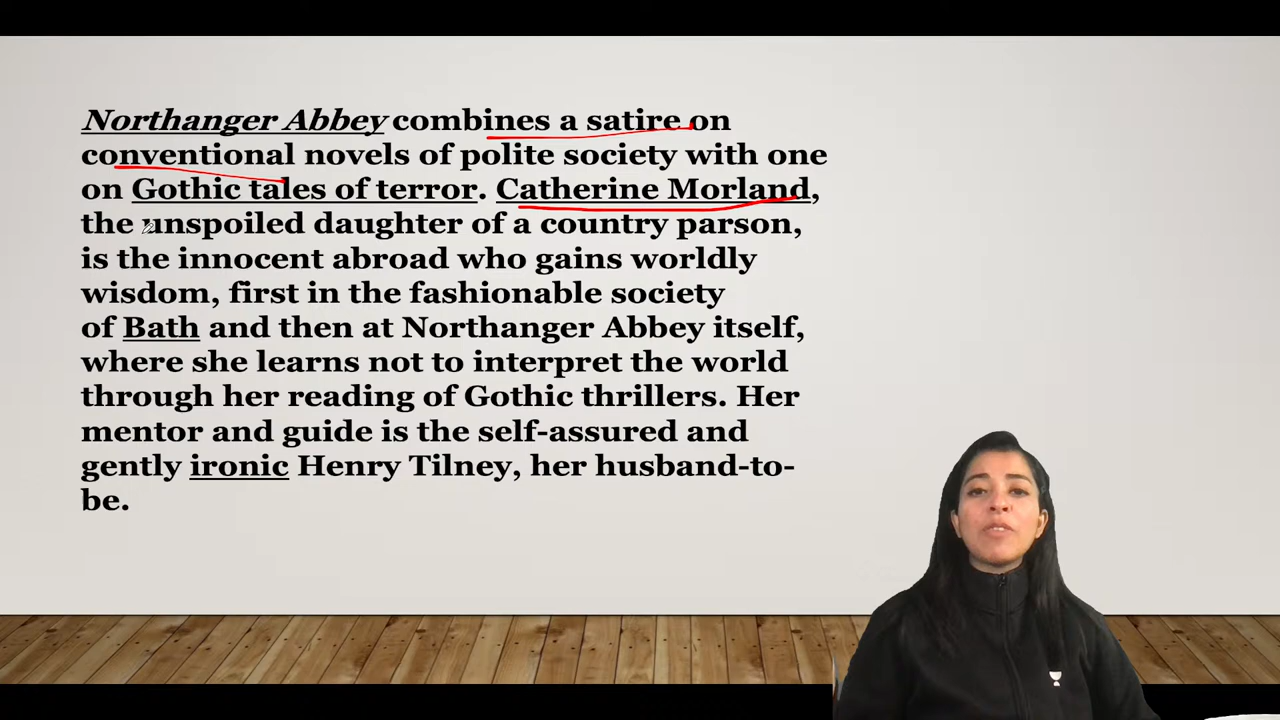 Northanger Abbey combines a satire on
conventional novels of polite society with one
on Gothic tales of terror. Catherine Morland,
the unspoiled daughter of a country parson,
is the innocent abroad who gains worldly
wisdom, first in the fashionable society
of Bath and then at Northanger Abbey itself,
where she learns not to interpret the world
through her reading of Gothic thrillers. Her
mentor and guide is the self-assured and
gently ironic Henry Tilney, her husband-to-
be.